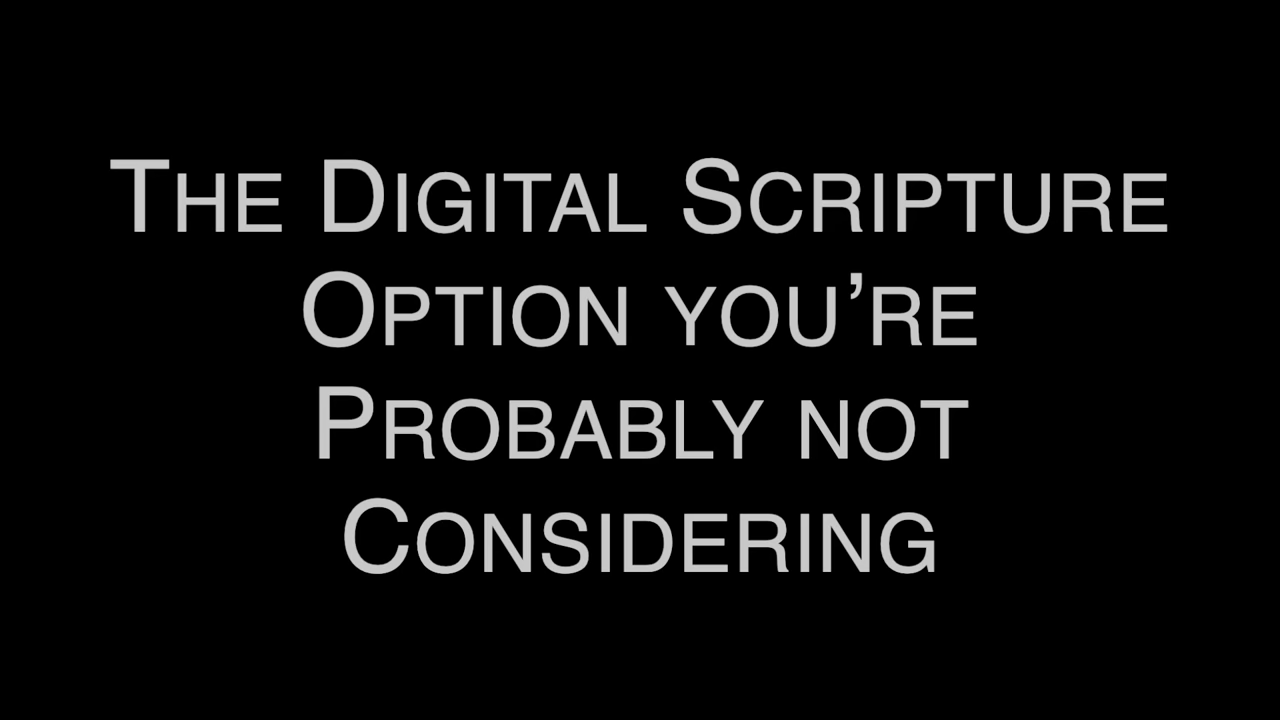 The Digital Scripture
Option you’re
Probably not
Considering